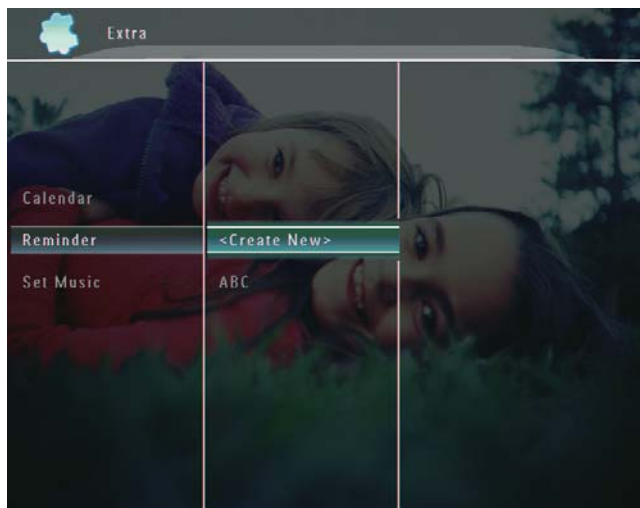 Extra
Calendar
Reminder
<Create New>
Set Music
ABC